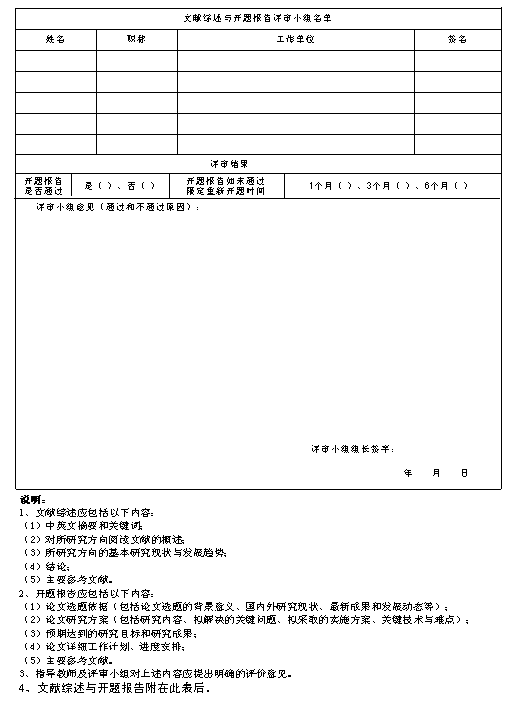 文献综述与开题报告评审小组名单
姓名 职称 工作单位 签名
评审结果
开题报告是否通过 是（ ）、否（ ） 开题报告如未通过限定重新开题时间 1个月（ ）、3个月（ ）、6个月（ ）
评审小组意见（通过和不通过原因）：
评审小组组长签字：
年 月 日
说明：
1、文献综述应包括以下内容：
（1）中英文摘要和关键词；
（2）对所研究方向阅读文献的概述；
（3）所研究方向的基本研究现状与发展趋势；
（4）结论；
（5）主要参考文献。
2、开题报告应包括以下内容：
（1）论文选题依据（包括论文选题的背景意义、国内外研究现状、最新成果和发展动态等）；
（2）论文研究方案（包括研究内容、拟解决的关键问题、拟采取的实施方案、关键技术与难点）；
（3）预期达到的研究目标和研究成果；
（4）论文详细工作计划、进度安排；
（5）主要参考文献。
3、指导教师及评审小组对上述内容应提出明确的评价意见。
4、文献综述与开题报告附在此表后。